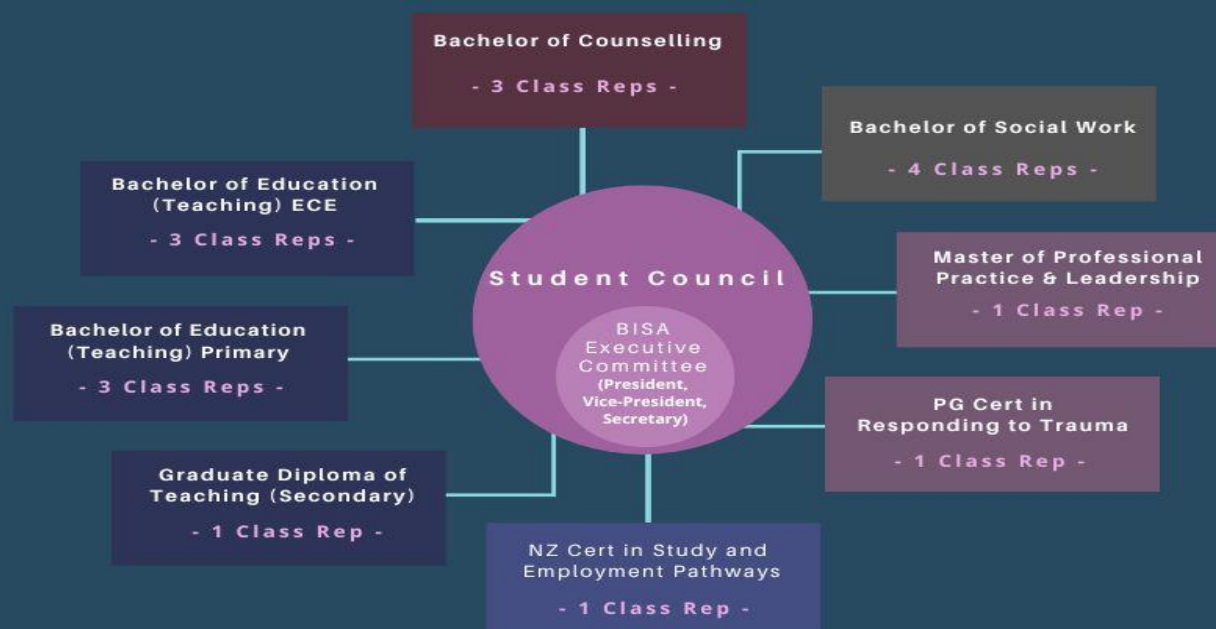 Bachelor of Counselling
- 3 Class Reps -
Bachelor of Social Work
- 4 Class Reps -
Bachelor of Education
(Teaching) ECE
- 3 Class Reps -
Master of Professional
Practice & Leadership
- 1 Class Rep -
Student Council
BISA
Executive
Committee
(President,
Vice-President,
Secretary)
Bachelor of Education
(Teaching) Primary
- 3 Class Reps -
PG Cert in
Responding to Trauma
- 1 Class Rep -
Graduate Diploma of
Teaching (Secondary)
- 1 Class Rep -
NZ Cert in Study and
Employment Pathways
- 1 Class Rep -